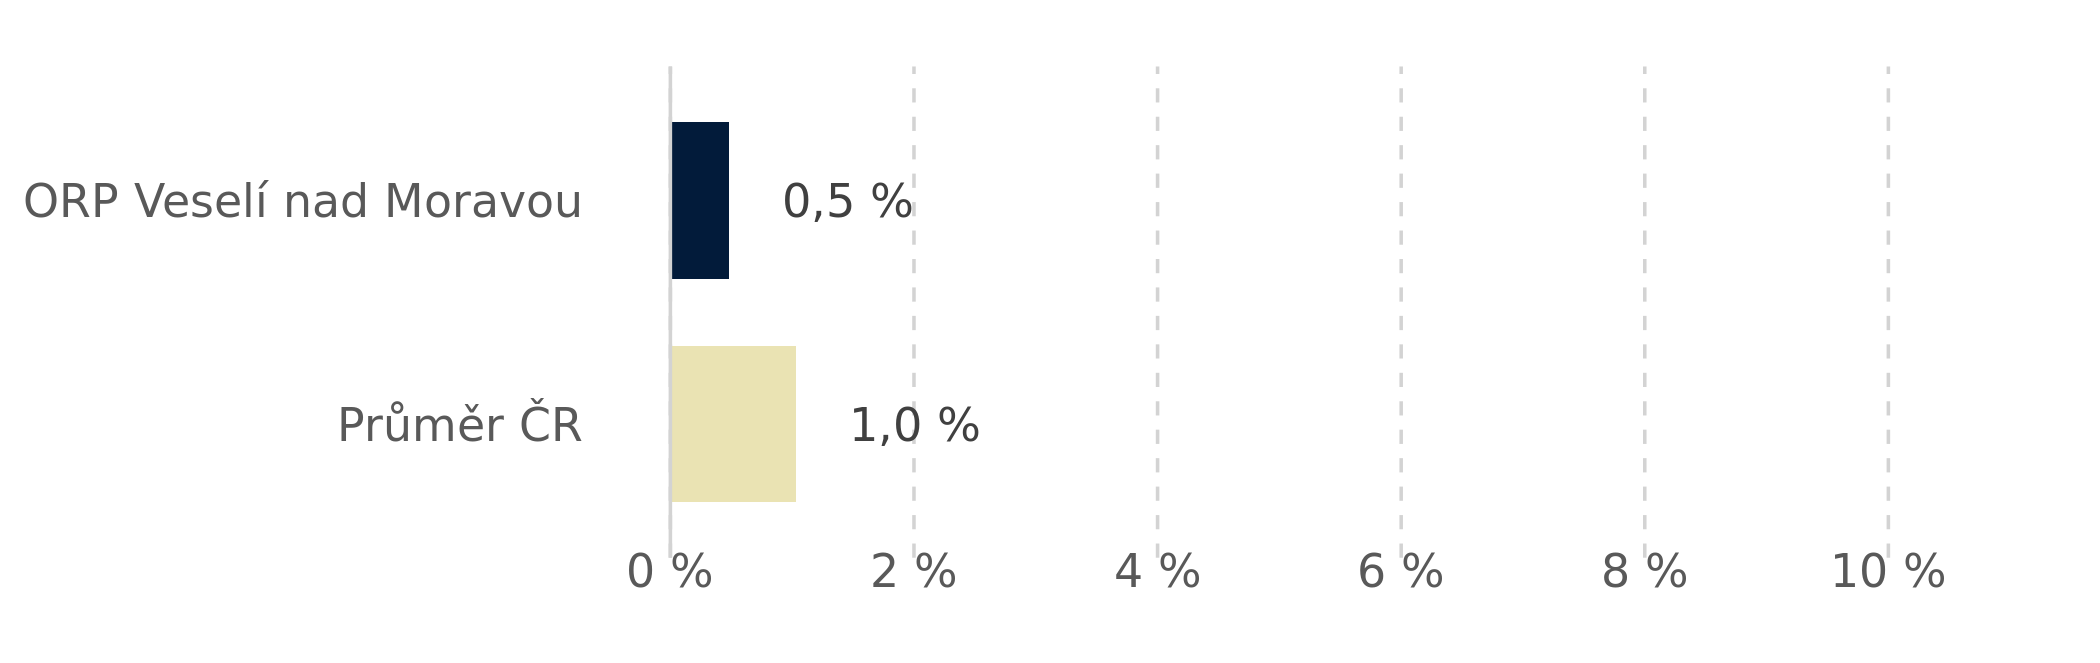 ORP Veselí nad Moravou 0,5 %
Průměr ČR 1,0 %
0 % 2 % 4 % 6 % 8 % 10 %